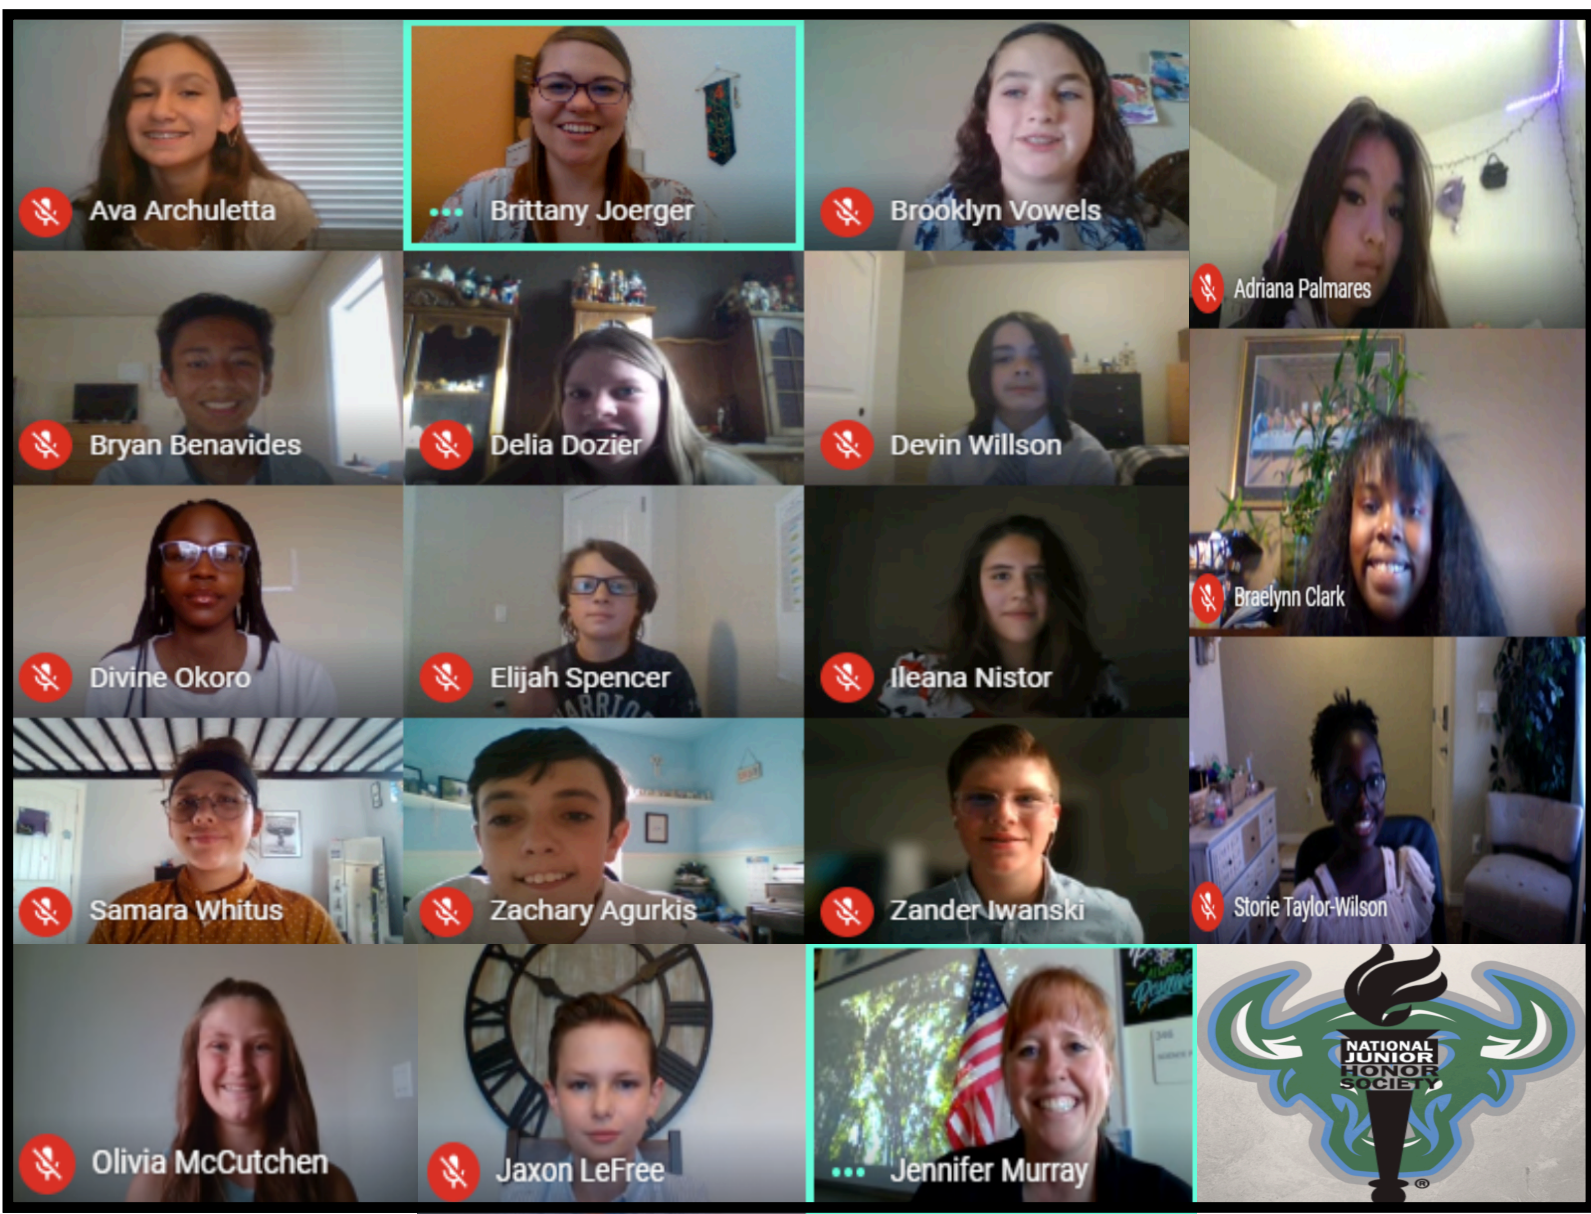 Ava Archuletta
Brittany Joerger
Brooklyn Vowels
Adriana Palmares
Bryan Benavides
Delia Dozier
Devin Willson
Braelynn Clark
Divine Okoro
Elijah Spencer
Ileana Nistor
Samara Whitus
Zachary Agurkis
Zander Iwanski
Storie Taylor-Wilson
Olivia McCutchen
Jaxon LeFree
Jennifer Murray
346
NATIONAL
JUNIOR
HONOR
SOCIETY
®